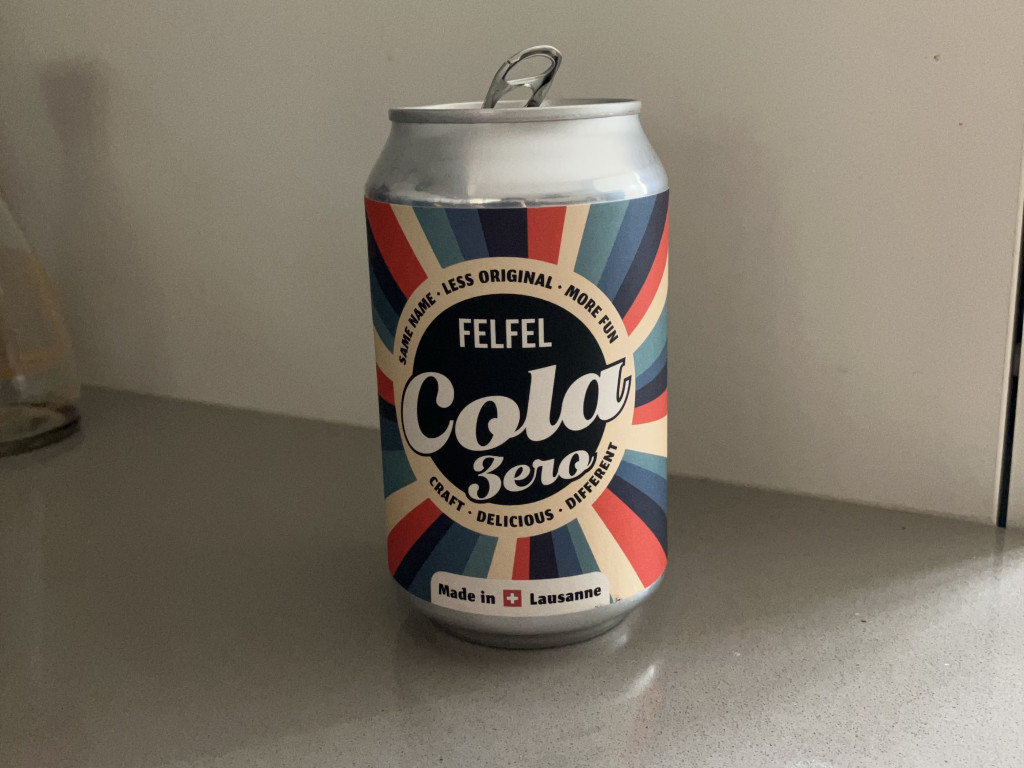 SAME NAME · LESS ORIGINAL · MORE FUN
FELFEL
Cola
Zero
CRAFT · DELICIOUS · DIFFERENT
Made in Lausanne